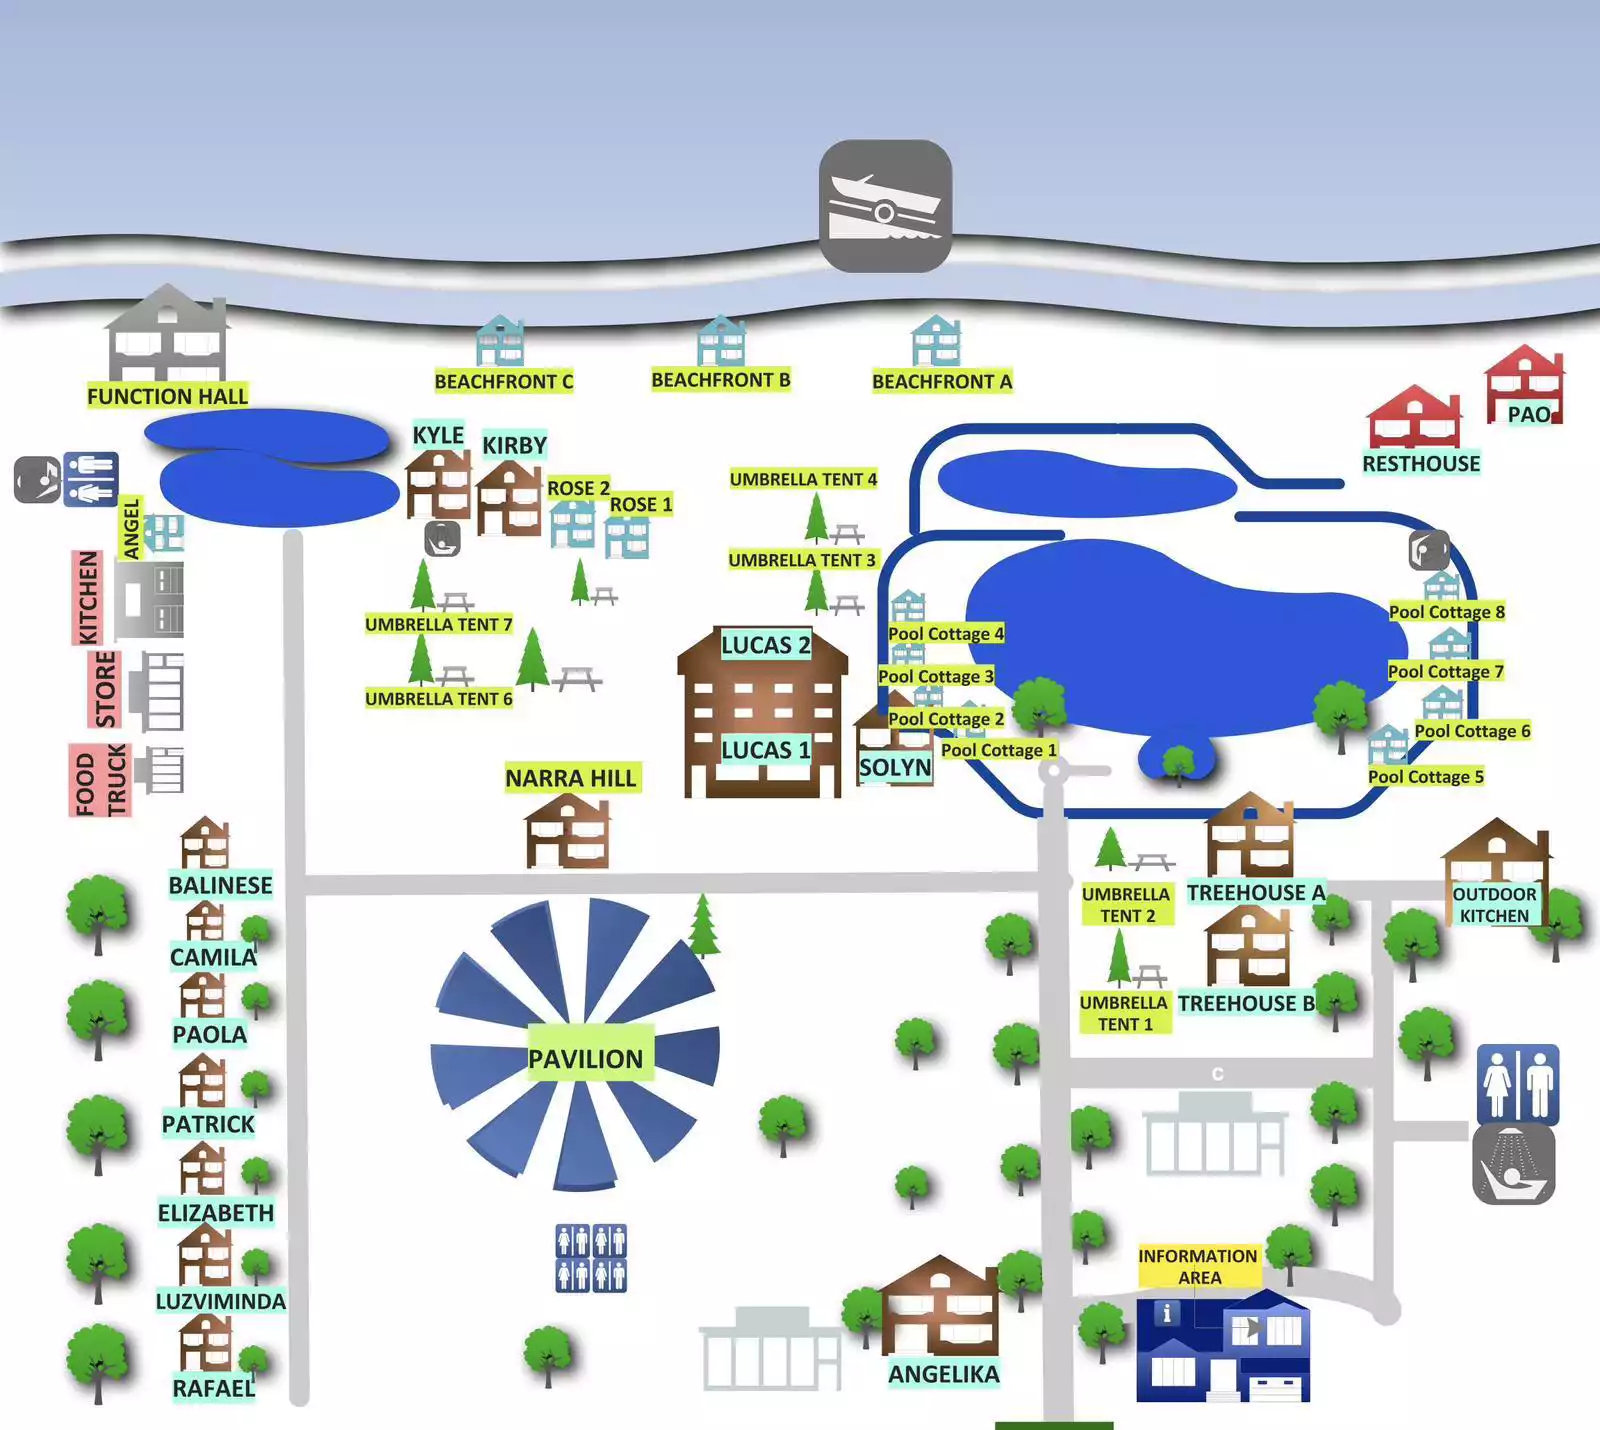 FUNCTION HALL
BEACHFRONT C
BEACHFRONT B
BEACHFRONT A
PAO
RESTHOUSE
KYLE
KIRBY
ROSE 2
ROSE 1
UMBRELLA TENT 4
ANGEL
KITCHEN
UMBRELLA TENT 3
UMBRELLA TENT 7
UMBRELLA TENT 6
Pool Cottage 8
Pool Cottage 4
Pool Cottage 7
Pool Cottage 3
Pool Cottage 2
Pool Cottage 6
Pool Cottage 1
Pool Cottage 5
LUCAS 2
LUCAS 1
SOLYN
STORE
FOOD
TRUCK
NARRA HILL
BALINESE
UMBRELLA
TENT 2
TREEHOUSE A
OUTDOOR
KITCHEN
CAMILA
UMBRELLA
TENT 1
TREEHOUSE B
PAOLA
PAVILION
C
PATRICK
ELIZABETH
INFORMATION
AREA
i
LUZVIMINDA
ANGELIKA
RAFAEL